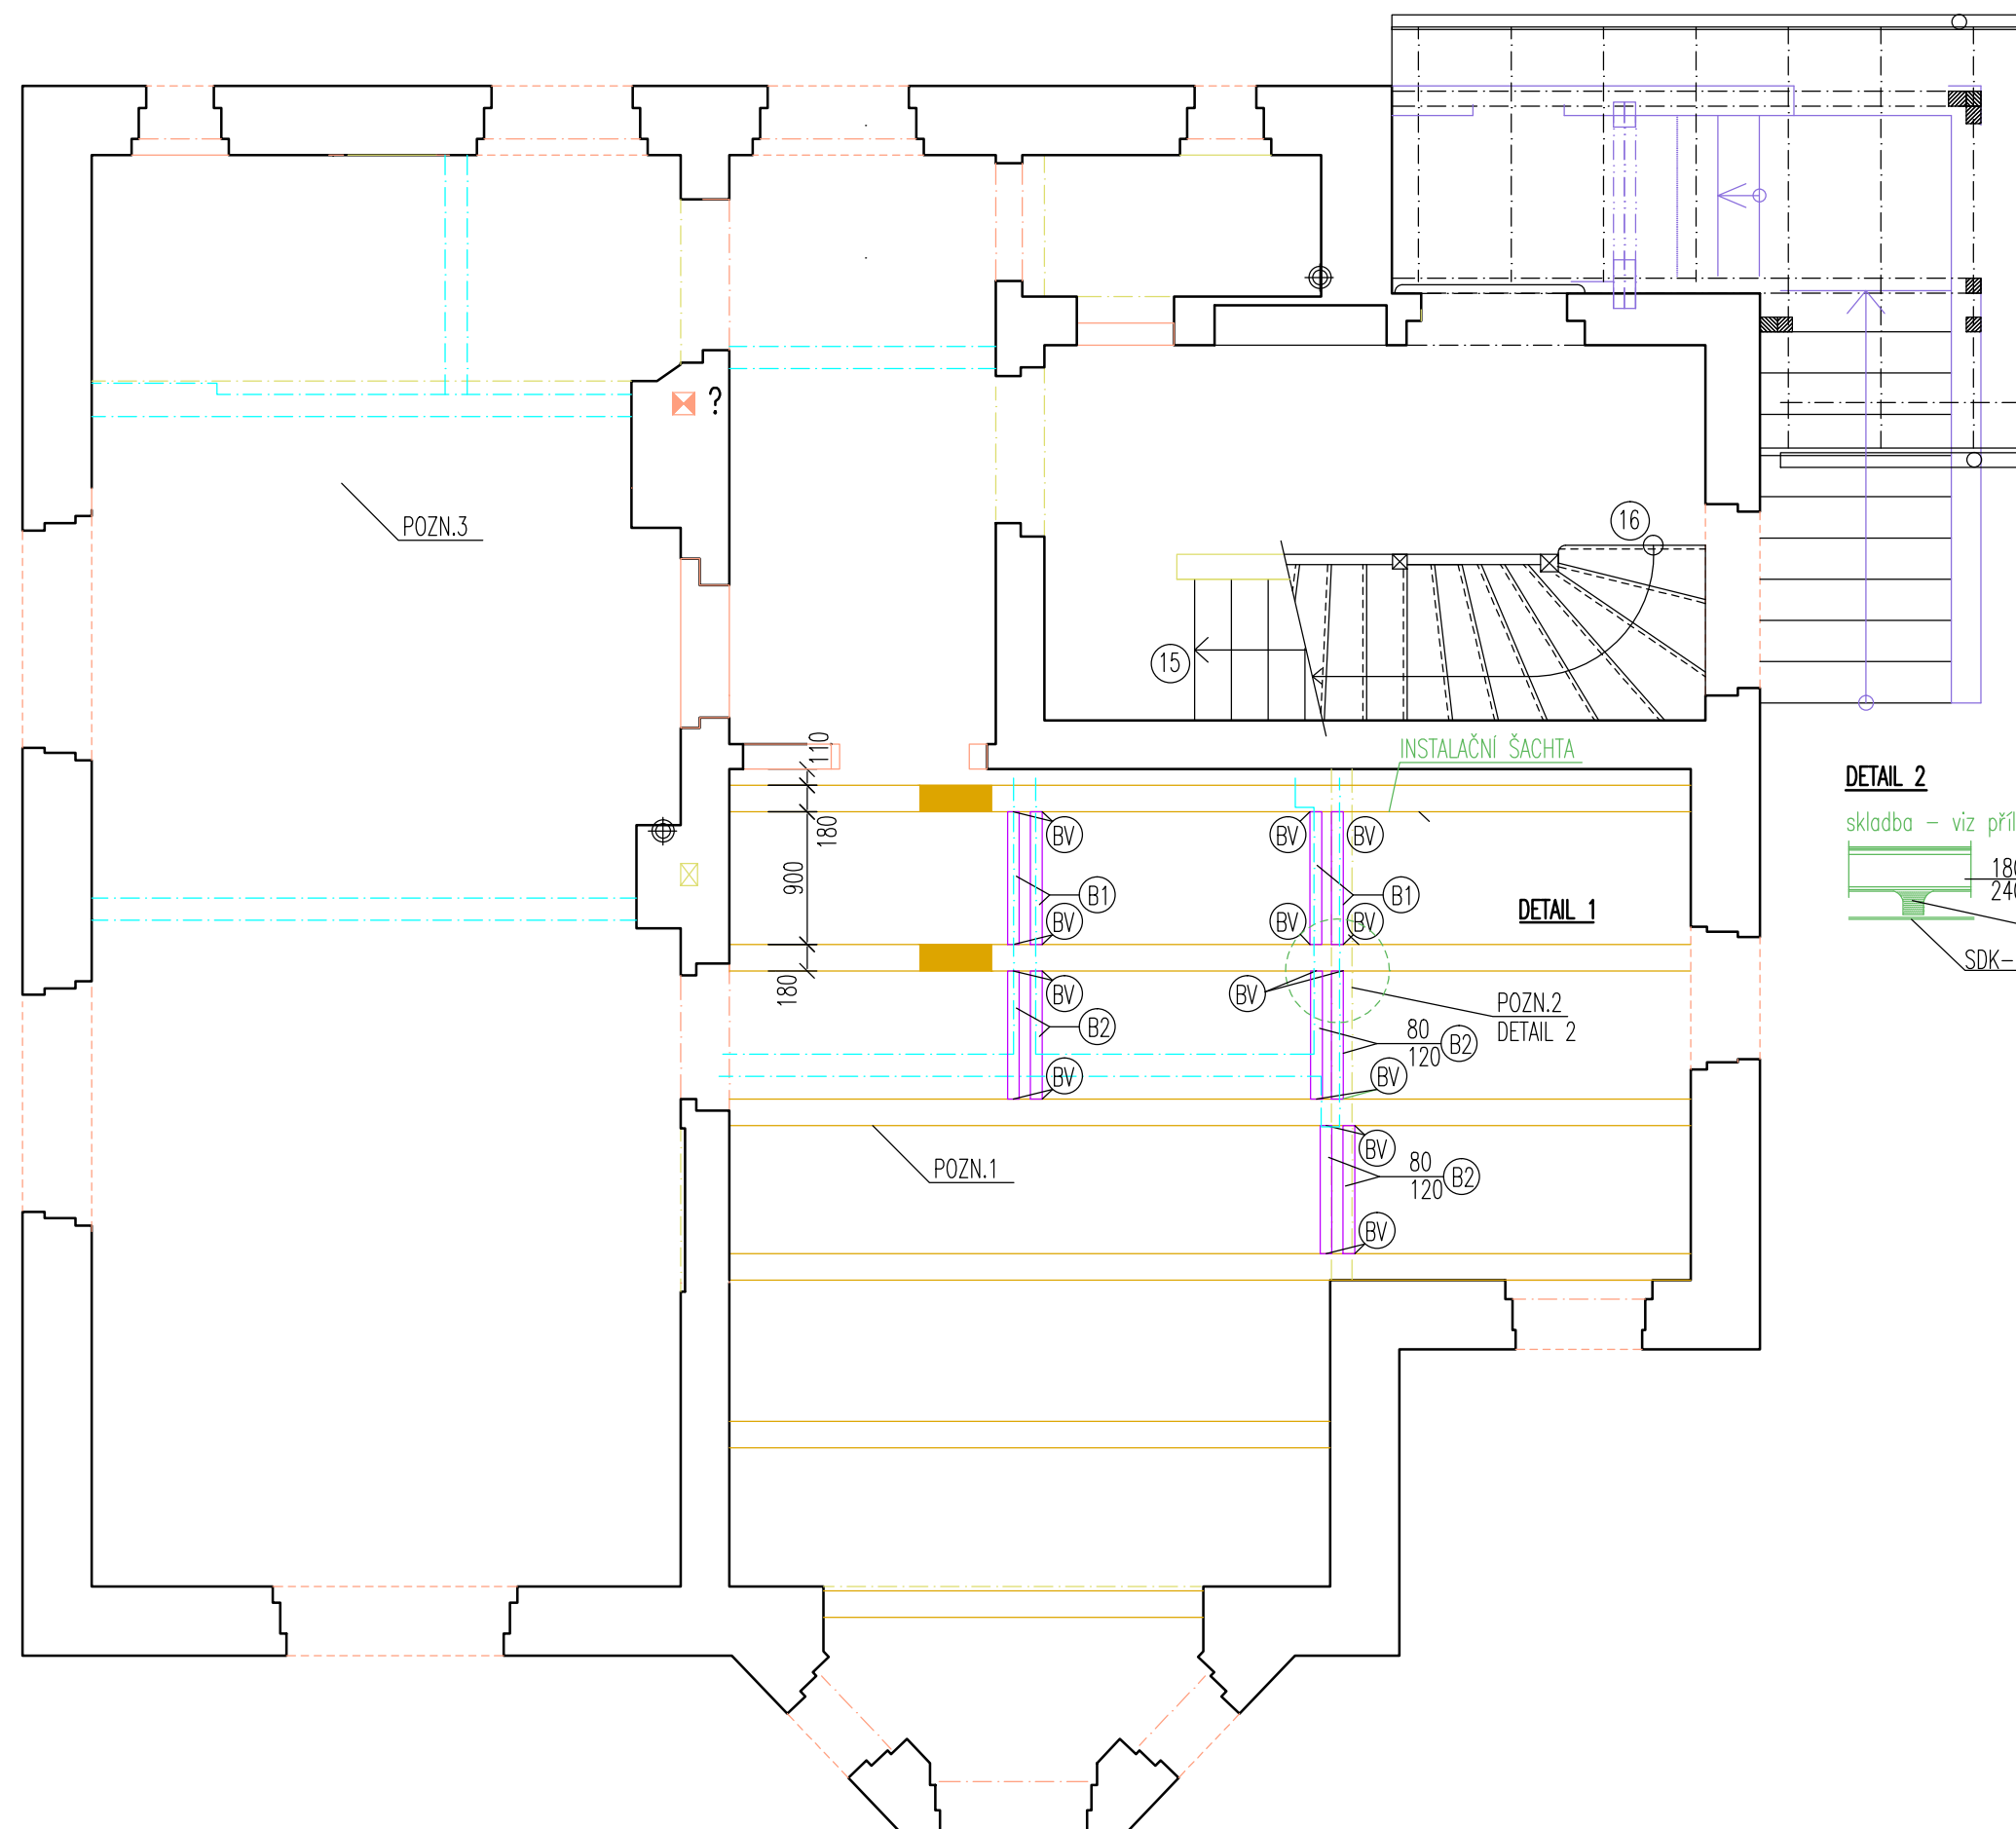 ?
POZN.3
16
15
110
INSTALAČNÍ ŠACHTA
DETAIL 2
skladba – viz příl
180
BV
BV
BV
900
B1
B1
180
240
DETAIL 1
BV
BV
BV
SDK-
180
BV
BV
POZN.2
DETAIL 2
B2
80
120
B2
BV
BV
POZN.1
BV
80
120
B2
BV